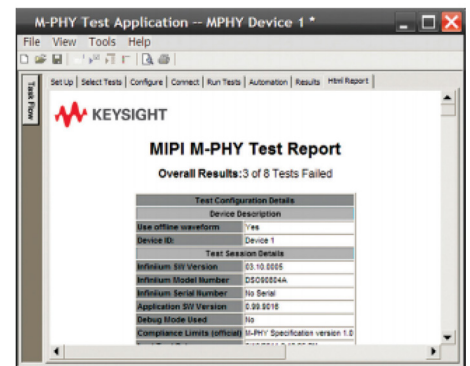 M-PHY Test Application -- MPHY Device 1 *
File View Tools Help
Task Flow
Set Up | Select Tests | Configure | Connect | Run Tests | Automation | Results | Html Report
KEYSIGHT
MIPI M-PHY Test Report
Overall Results:3 of 8 Tests Failed
Test Configuration Details
Device Description
Use offline waveform Yes
Device ID: Device 1
Test Session Details
Infiniium SW Version 03.10.0005
Infiniium Model Number DSO90804A
Infiniium Serial Number No Serial
Application SW Version 0.99.9016
Debug Mode Used No
Compliance Limits (official) M-PHY Specification version 1.0